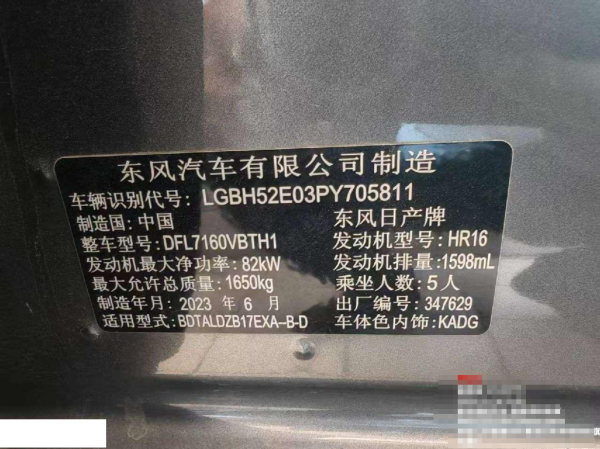 东风汽车有限公司制造
车辆识别代号: LGBH52E03PY705811
制造国: 中国 东风日产牌
整车型号: DFL7160VBTH1 发动机型号: HR16
发动机最大净功率: 82kW 发动机排量: 1598mL
最大允许总质量: 1650kg 乘坐人数: 5人
制造年月: 2023 年 6 月 出厂编号: 347629
适用型式: BDTALDZB17EXA-B-D 车体色内饰: KADG